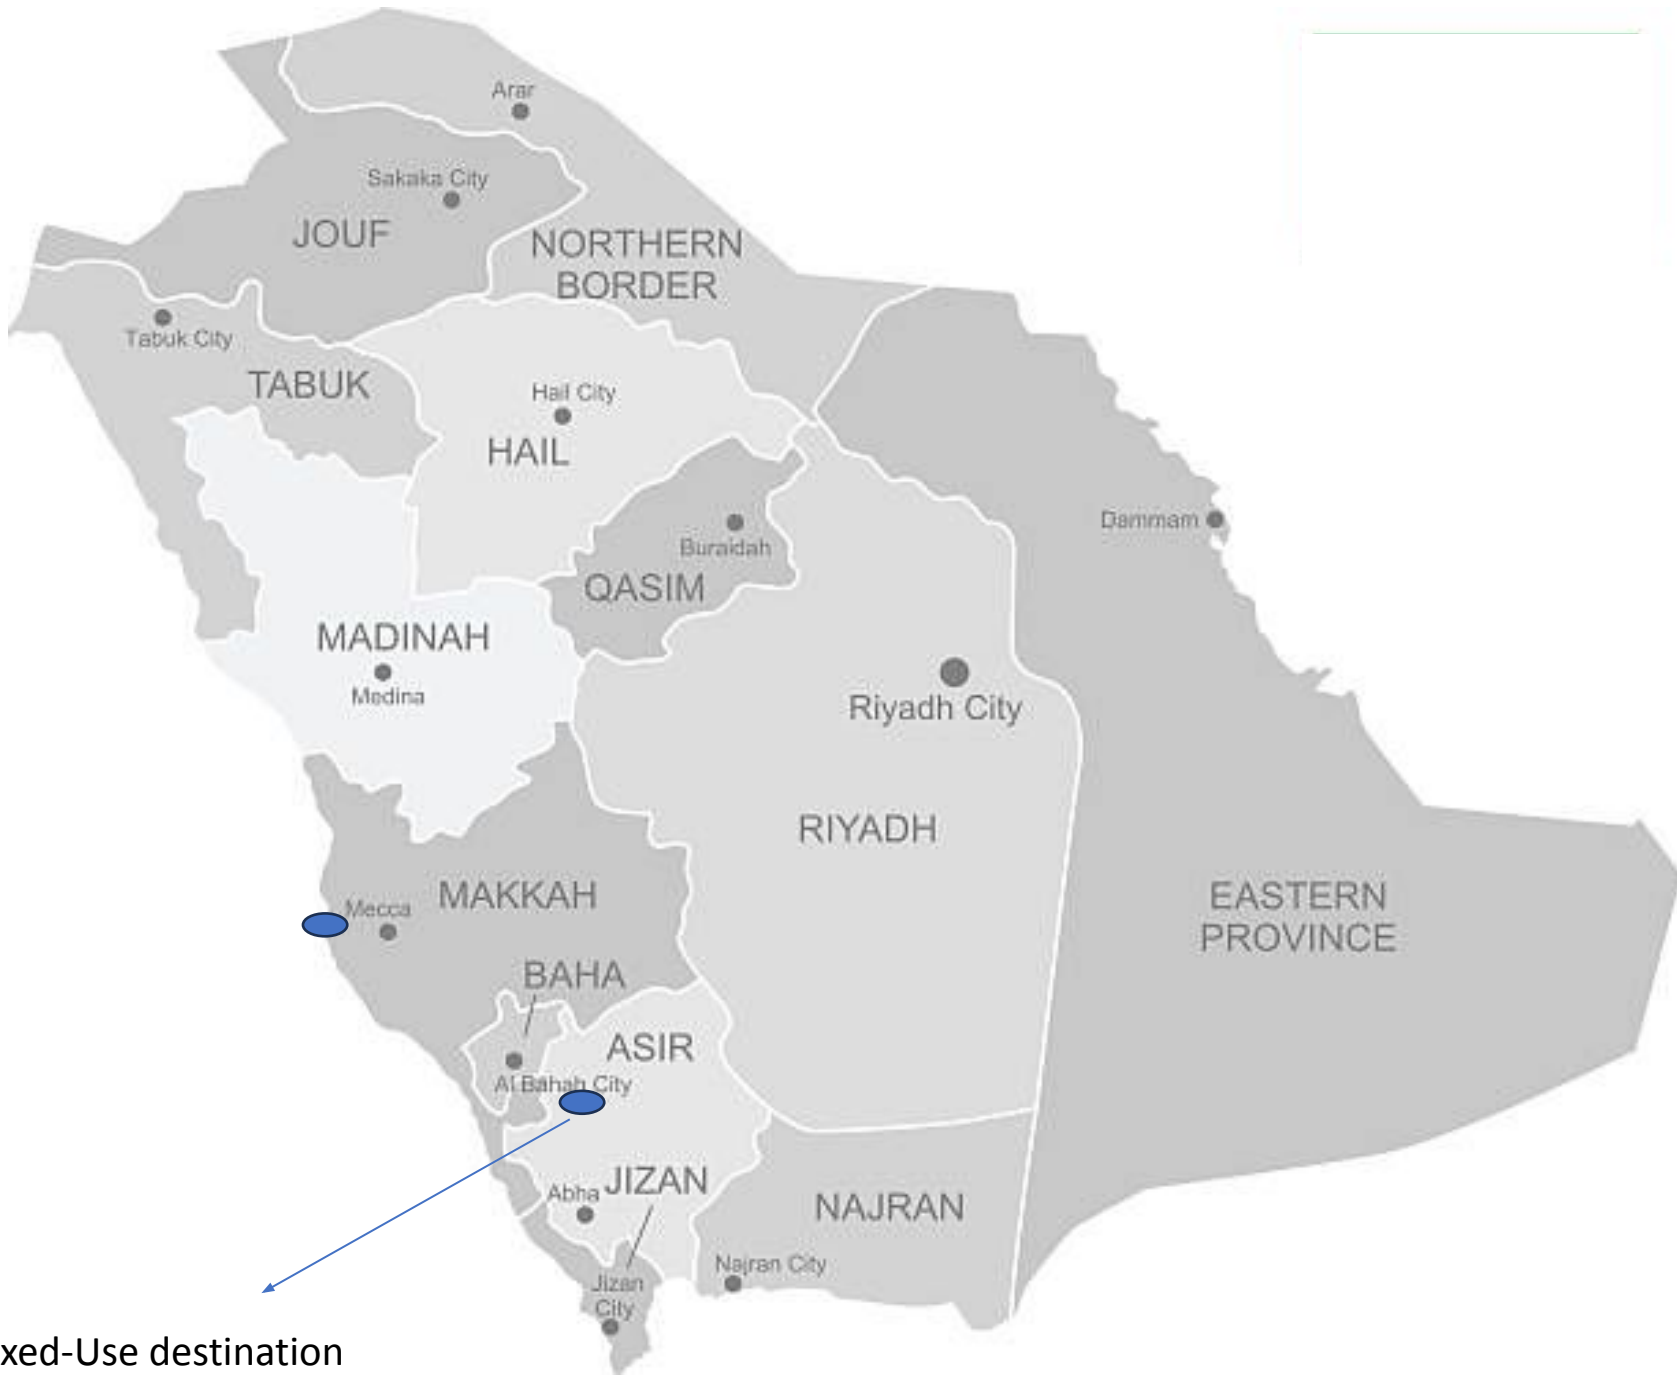 Arar
Sakaka City
JOUF
NORTHERN
BORDER
Tabuk City
TABUK
Hail City
HAIL
Dammam
Buraidah
QASIM
MADINAH
Medina
Riyadh City
RIYADH
MAKKAH
Mecca
EASTERN
PROVINCE
BAHA
ASIR
Al Bahah City
JIZAN
Abha
NAJRAN
Najran City
Jizan
City
xed-Use destination